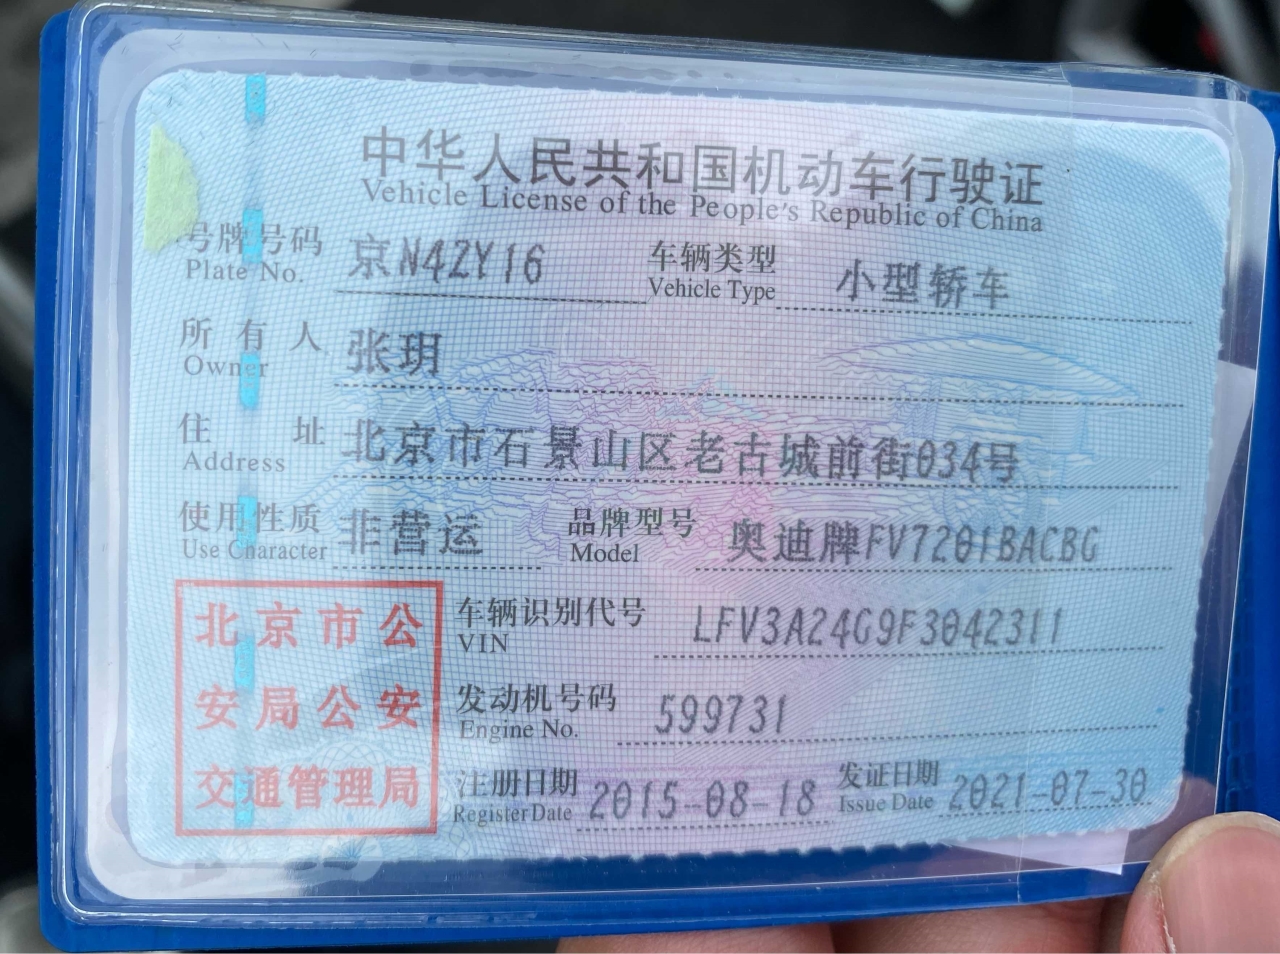 中华人民共和国机动车行驶证
Vehicle License of the People's Republic of China
号牌号码 京N4ZY16 车辆类型 小型轿车
Plate No. Vehicle Type
所有人 张玥
Owner
住址 北京市石景山区老古城前街034号
Address
使用性质 非营运 品牌型号 奥迪牌FV7201BACBG
Use Character Model
北京市公
安局公安
交通管理局
车辆识别代号 LFV3A24G9F3042311
VIN
发动机号码 599731
Engine No.
注册日期 2015-08-18 发证日期 2021-07-30
Register Date Issue Date